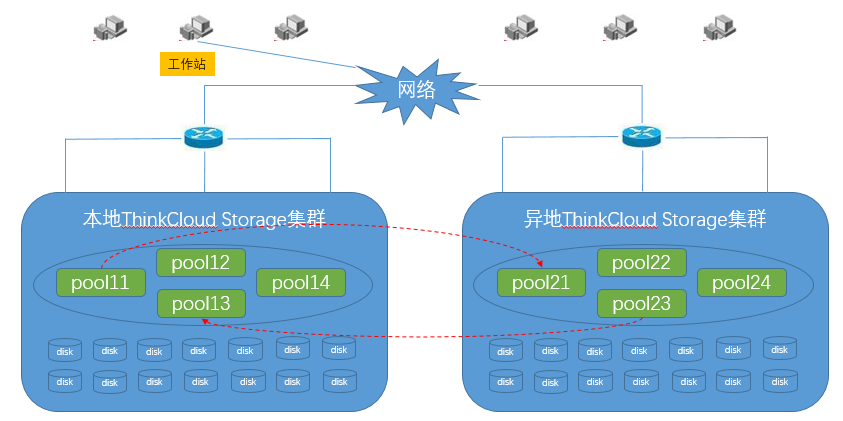 工作站
网络
本地ThinkCloud Storage集群
异地ThinkCloud Storage集群
pool12
pool11
pool14
pool13
pool22
pool21
pool24
pool23
disk disk disk disk disk disk disk
disk disk disk disk disk disk disk
disk disk disk disk disk disk disk
disk disk disk disk disk disk disk